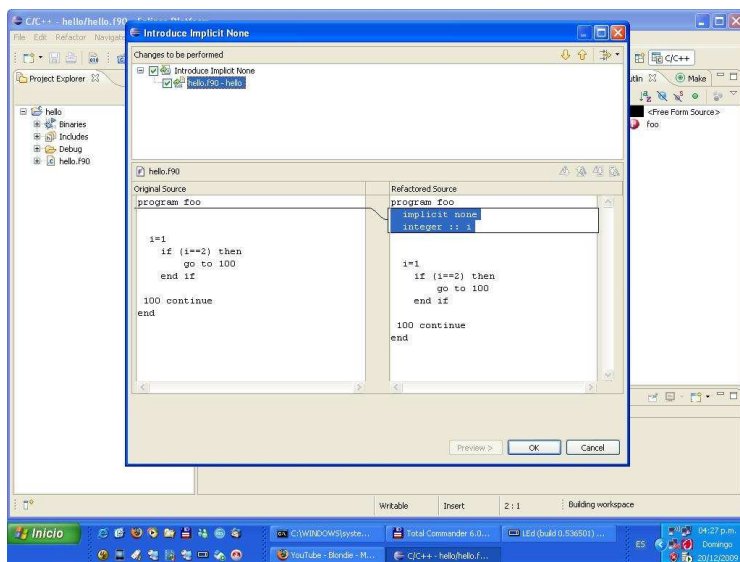 C/C++ - hello/hello.f90 - Eclipse Platform
Introduce Implicit None
File Edit Refactor Navigate
Changes to be performed
C/C++
Introduce Implicit None
hello.f90 - hello
Project Explorer
Make
hello
Binaries
Includes
Debug
hello.f90
<Free Form Source>
foo
hello.f90
Original Source
Refactored Source
program foo
i=1
if (i==2) then
go to 100
end if
100 continue
end
program foo
implicit none
integer :: i
i=1
if (i==2) then
go to 100
end if
100 continue
end
Preview >
OK
Cancel
Writable
Insert
2 : 1
Building workspace
Inicio
C:\WINDOWS\syste...
Total Commander 6.0...
LEd (build 0.536501) ...
YouTube - Blondie - M...
C/C++ - hello/hello.f...
ES
04:27 p.m.
Domingo
20/12/2009